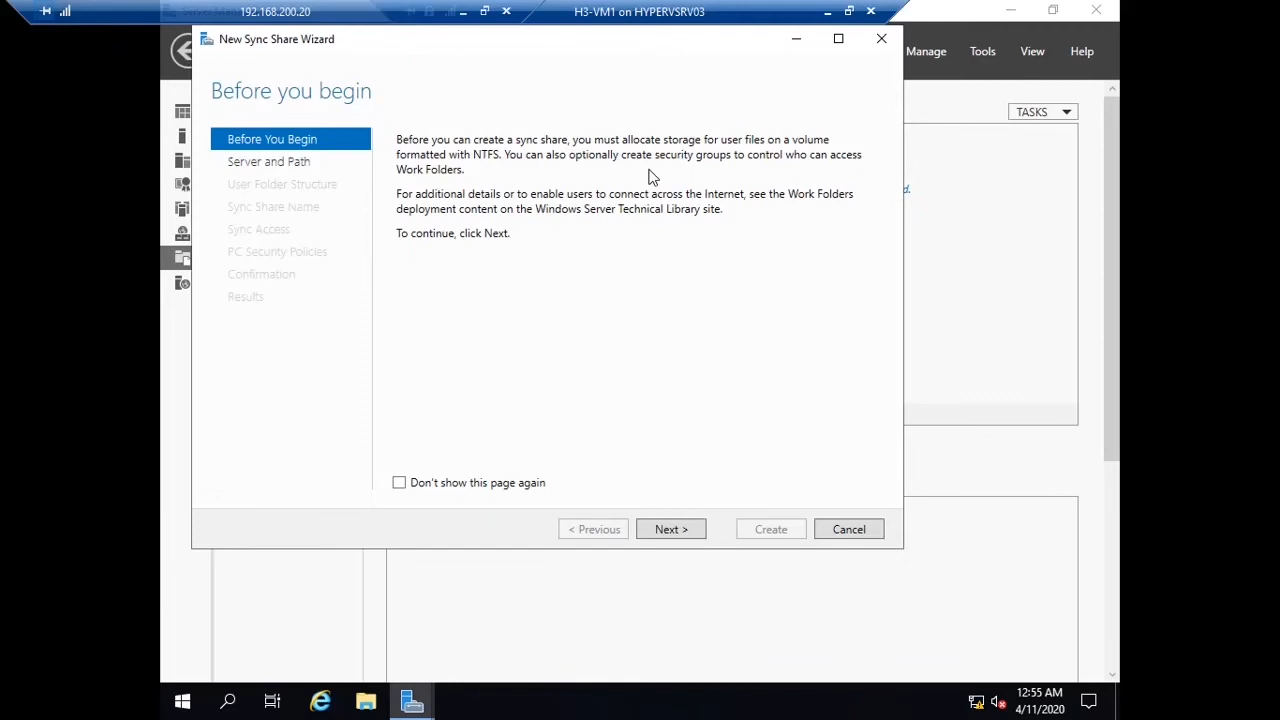 192.168.200.20
H3-VM1 on HYPERVSRV03
New Sync Share Wizard
Manage
Tools
View
Help
Before you begin
TASKS
Before You Begin
Server and Path
User Folder Structure
Sync Share Name
Sync Access
PC Security Policies
Confirmation
Results
Before you can create a sync share, you must allocate storage for user files on a volume
formatted with NTFS. You can also optionally create security groups to control who can access
Work Folders.
For additional details or to enable users to connect across the Internet, see the Work Folders
deployment content on the Windows Server Technical Library site.
To continue, click Next.
d.
Don't show this page again
< Previous
Next >
Create
Cancel
12:55 AM
4/11/2020